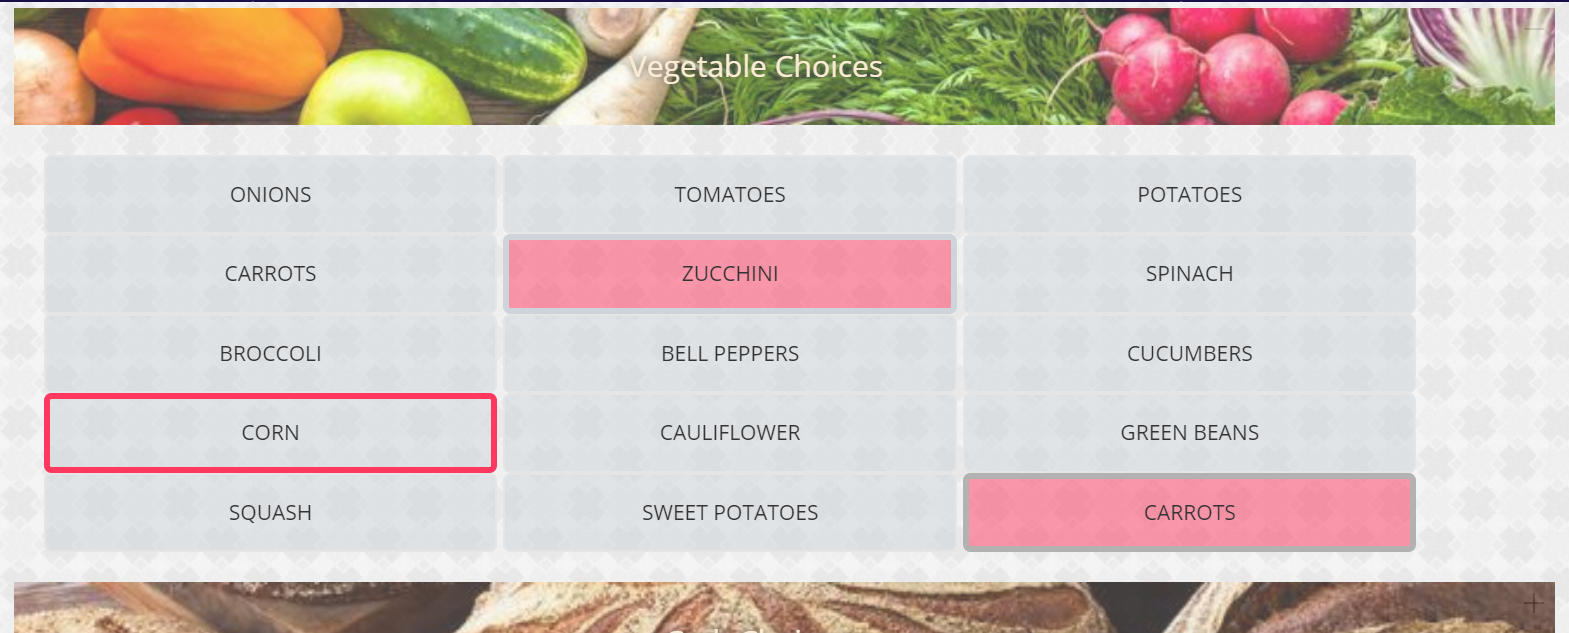 Vegetable Choices
ONIONS TOMATOES POTATOES
CARROTS ZUCCHINI SPINACH
BROCCOLI BELL PEPPERS CUCUMBERS
CORN CAULIFLOWER GREEN BEANS
SQUASH SWEET POTATOES CARROTS